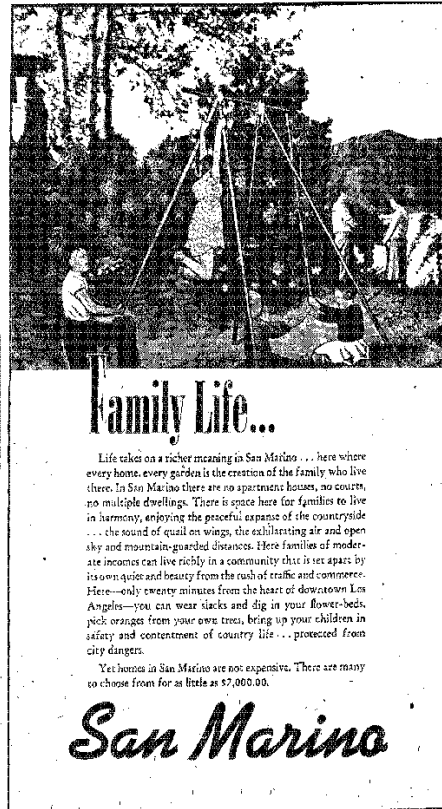 Family Life...
Life takes on a richer meaning in San Marino . . . here where
every home, every garden is the creation of the family who live
there. In San Marino there are no apartment houses, no courts,
no multiple dwellings. There is space here for families to live
in harmony, enjoying the peaceful expanse of the countryside
. . . the sound of quail on wings, the exhilarating air and open
sky and mountain-guarded distances. Here families of moder-
ate incomes can live richly in a community that is set apart by
its own quiet and beauty from the rush of traffic and commerce.
Here—only twenty minutes from the heart of downtown Los
Angeles—you can wear slacks and dig in your flower-beds,
pick oranges from your own trees, bring up your children in
safety and contentment of country life . . . protected from
city dangers.
Yet homes in San Marino are not expensive. There are many
to choose from for as little as $7,000.00.
San Marino